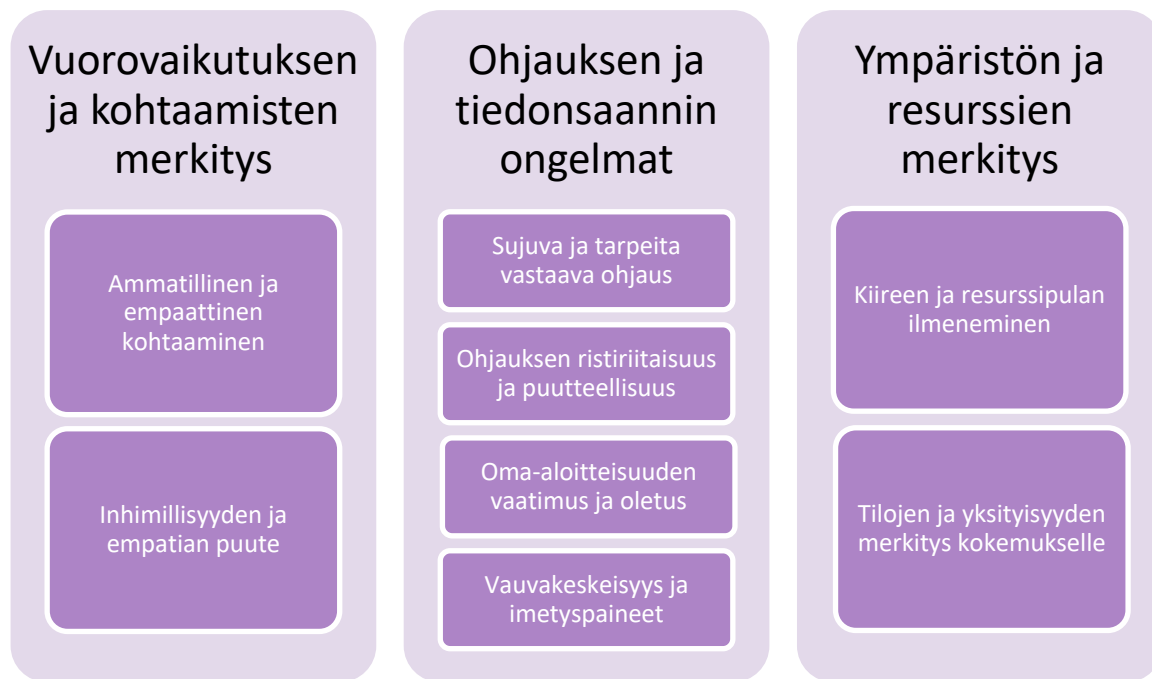 Vuorovaikutuksen
ja kohtaamisten
merkitys
Ammatillinen ja
empaattinen
kohtaaminen
Inhimillisyyden ja
empatian puute
Ohjauksen ja
tiedonsaannin
ongelmat
Sujuva ja tarpeita
vastaava ohjaus
Ohjauksen ristiriitaisuus
ja puutteellisuus
Oma-aloitteisuuden
vaatimus ja oletus
Vauvakeskeisyys ja
imetyspaineet
Ympäristön ja
resurssien
merkitys
Kiireen ja resurssipulan
ilmeneminen
Tilojen ja yksityisyyden
merkitys kokemukselle